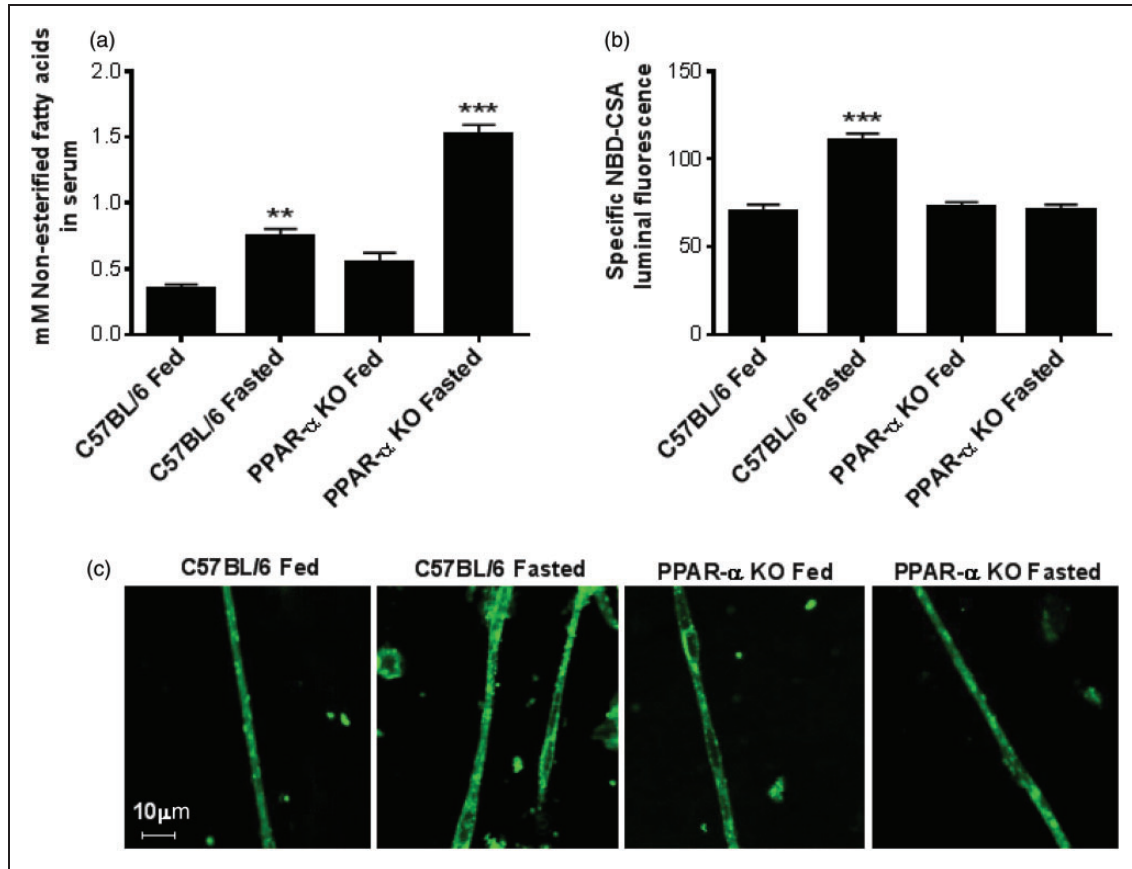 (a)
mM Non-esterified fatty acids
in serum
2.0
1.5
1.0
0.5
0.0
**
***
C57BL/6 Fed
C57BL/6 Fasted
PPAR-α KO Fed
PPAR-α KO Fasted
(b)
Specific NBD-CSA
luminal fluorescence
150
100
50
0
***
C57BL/6 Fed
C57BL/6 Fasted
PPAR-α KO Fed
PPAR-α KO Fasted
(c)
C57BL/6 Fed
C57BL/6 Fasted
PPAR-α KO Fed
PPAR-α KO Fasted
10μm